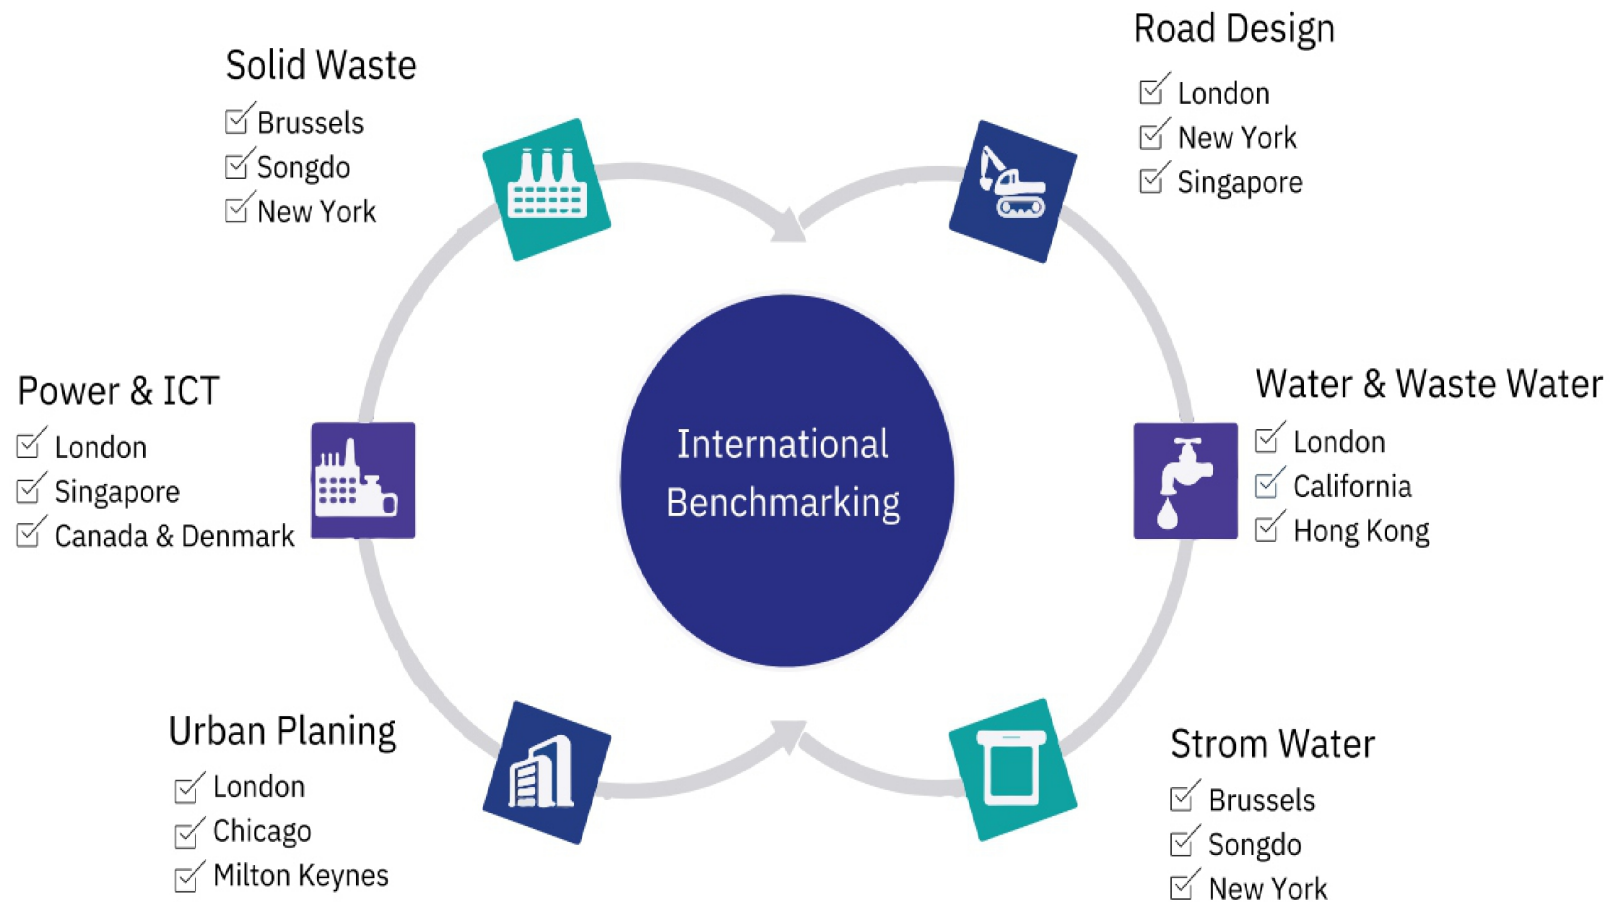 Solid Waste
Brussels
Songdo
New York
Road Design
London
New York
Singapore
Power & ICT
London
Singapore
Canada & Denmark
International
Benchmarking
Water & Waste Water
London
California
Hong Kong
Urban Planing
London
Chicago
Milton Keynes
Strom Water
Brussels
Songdo
New York